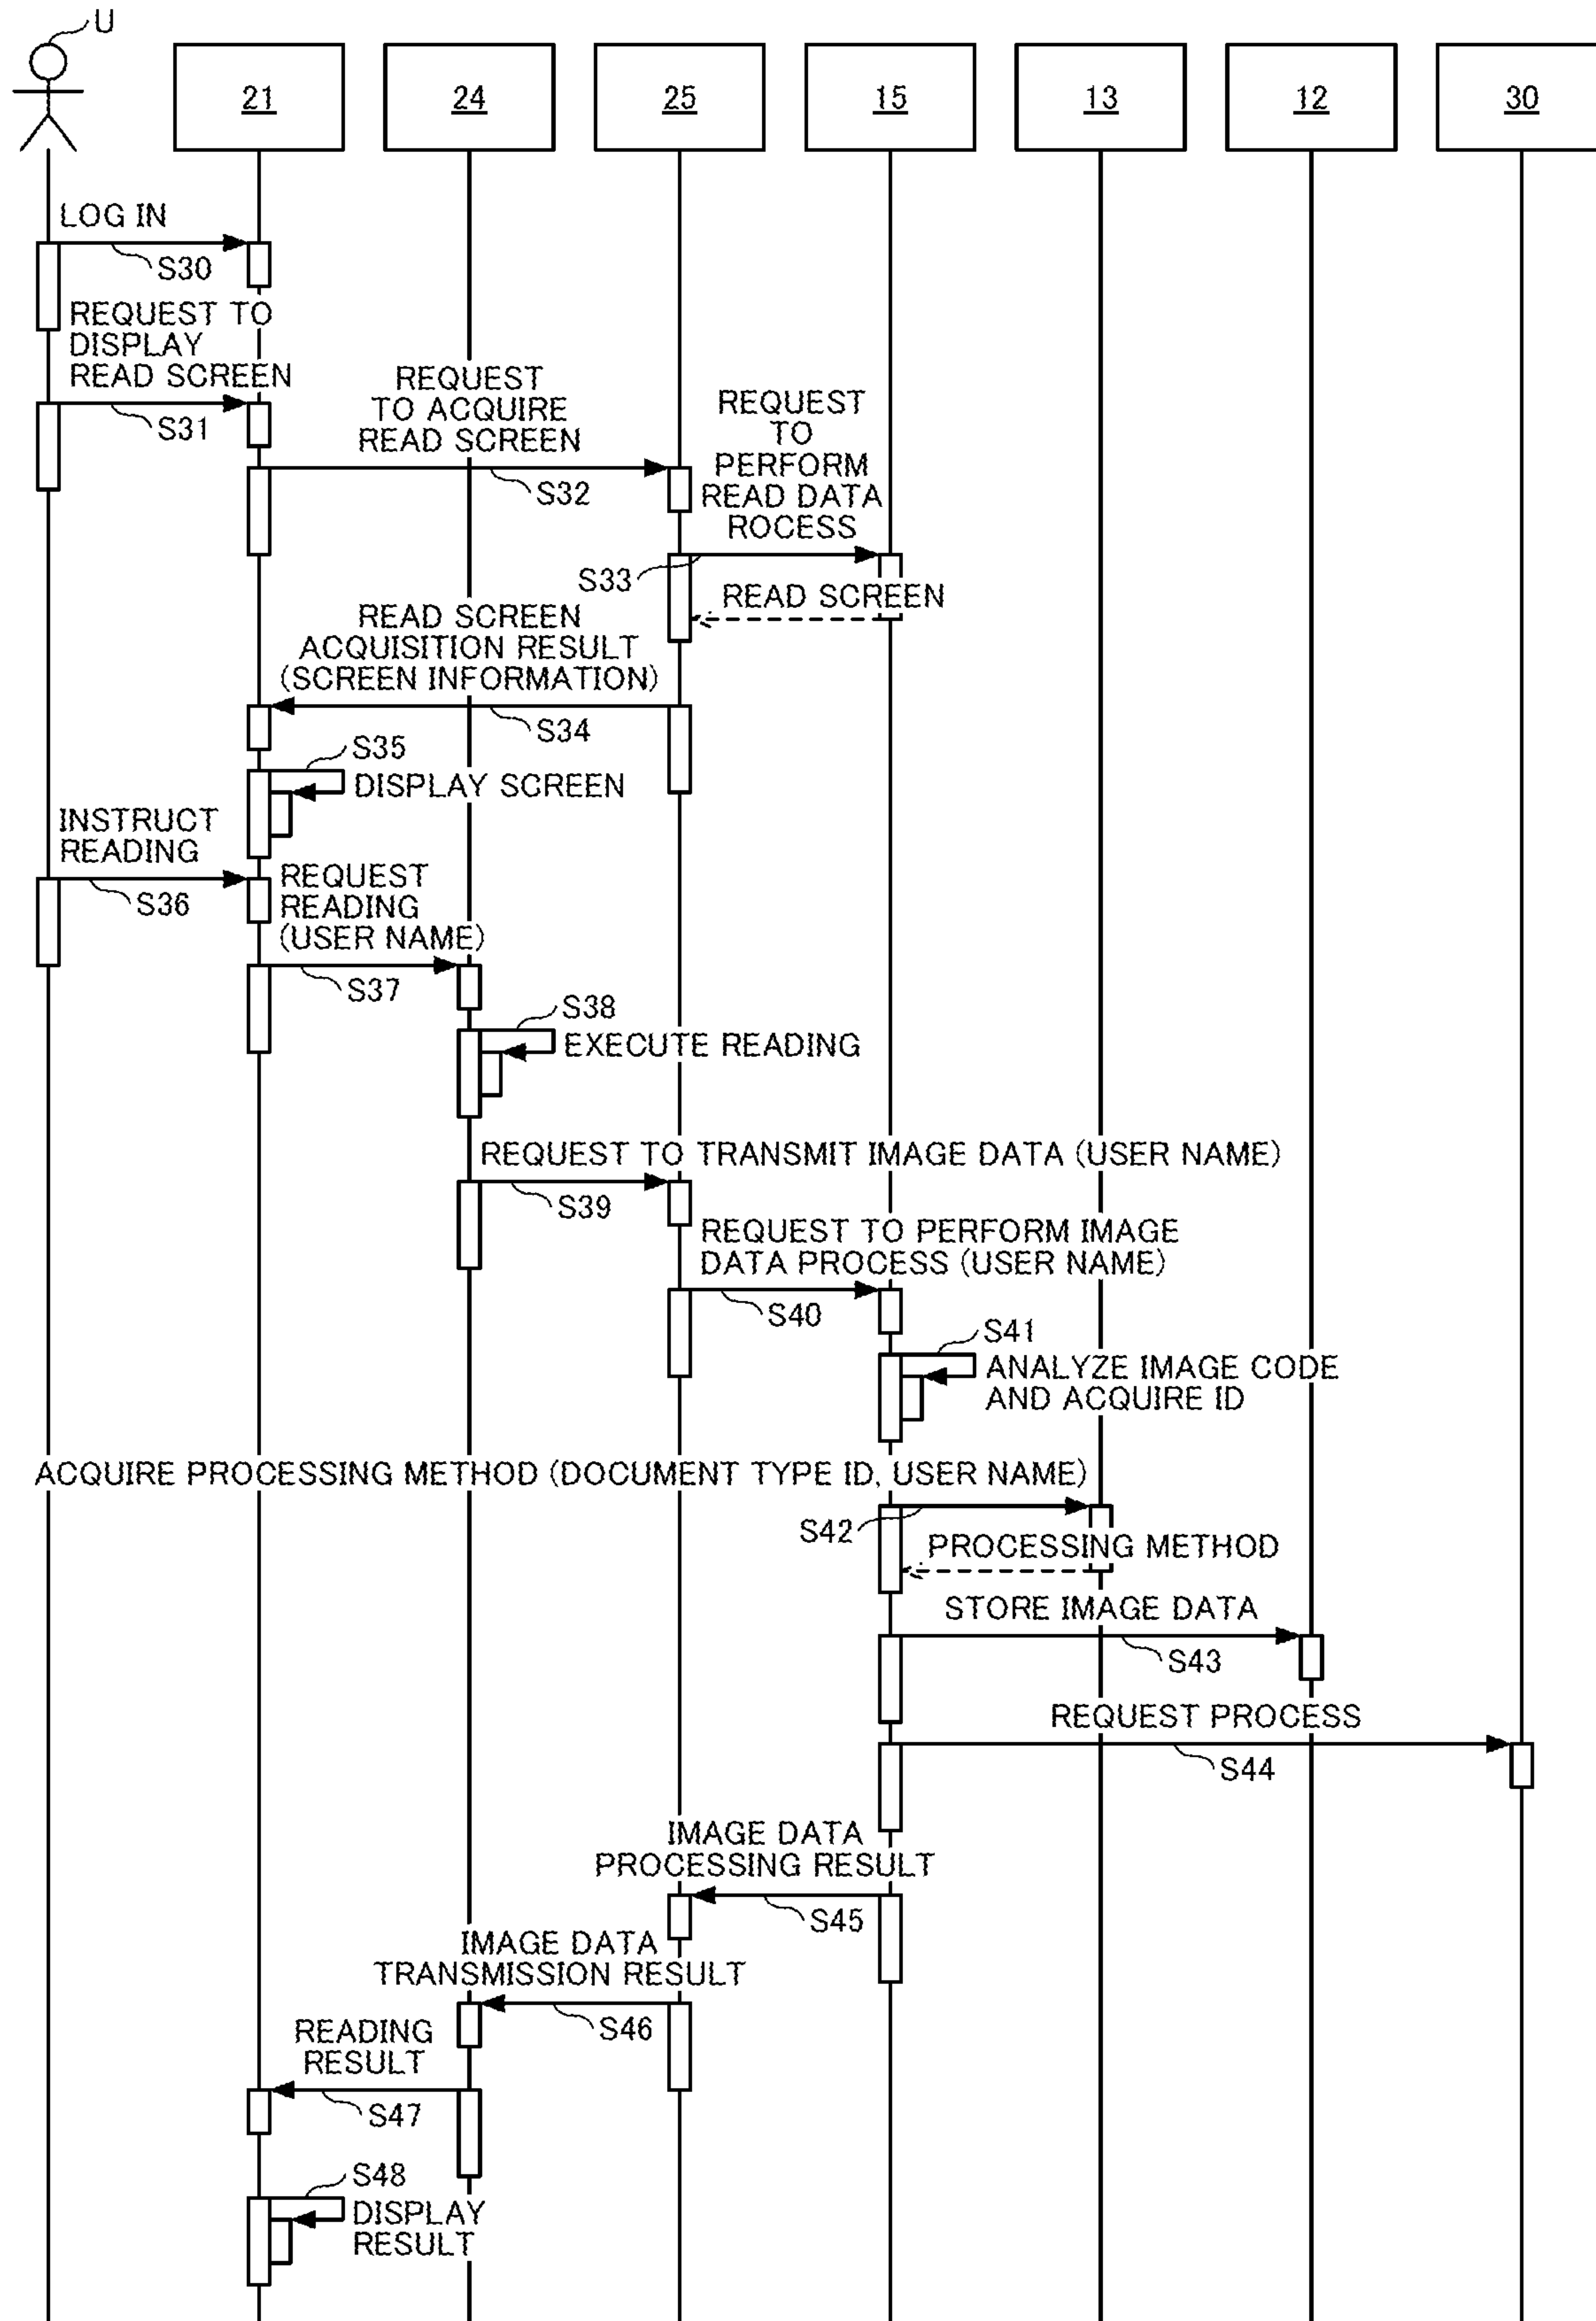 U
21
24
25
15
13
12
30
LOG IN
S30
REQUEST TO
DISPLAY
READ SCREEN
S31
REQUEST
TO ACQUIRE
READ SCREEN
S32
REQUEST
TO
PERFORM
READ DATA
ROCESS
S33
READ SCREEN
READ SCREEN
ACQUISITION RESULT
(SCREEN INFORMATION)
S34
S35
DISPLAY SCREEN
INSTRUCT
READING
S36
REQUEST
READING
(USER NAME)
S37
S38
EXECUTE READING
REQUEST TO TRANSMIT IMAGE DATA (USER NAME)
S39
REQUEST TO PERFORM IMAGE
DATA PROCESS (USER NAME)
S40
S41
ANALYZE IMAGE CODE
AND ACQUIRE ID
ACQUIRE PROCESSING METHOD (DOCUMENT TYPE ID, USER NAME)
S42
PROCESSING METHOD
STORE IMAGE DATA
S43
REQUEST PROCESS
S44
IMAGE DATA
PROCESSING RESULT
S45
IMAGE DATA
TRANSMISSION RESULT
S46
READING
RESULT
S47
S48
DISPLAY
RESULT